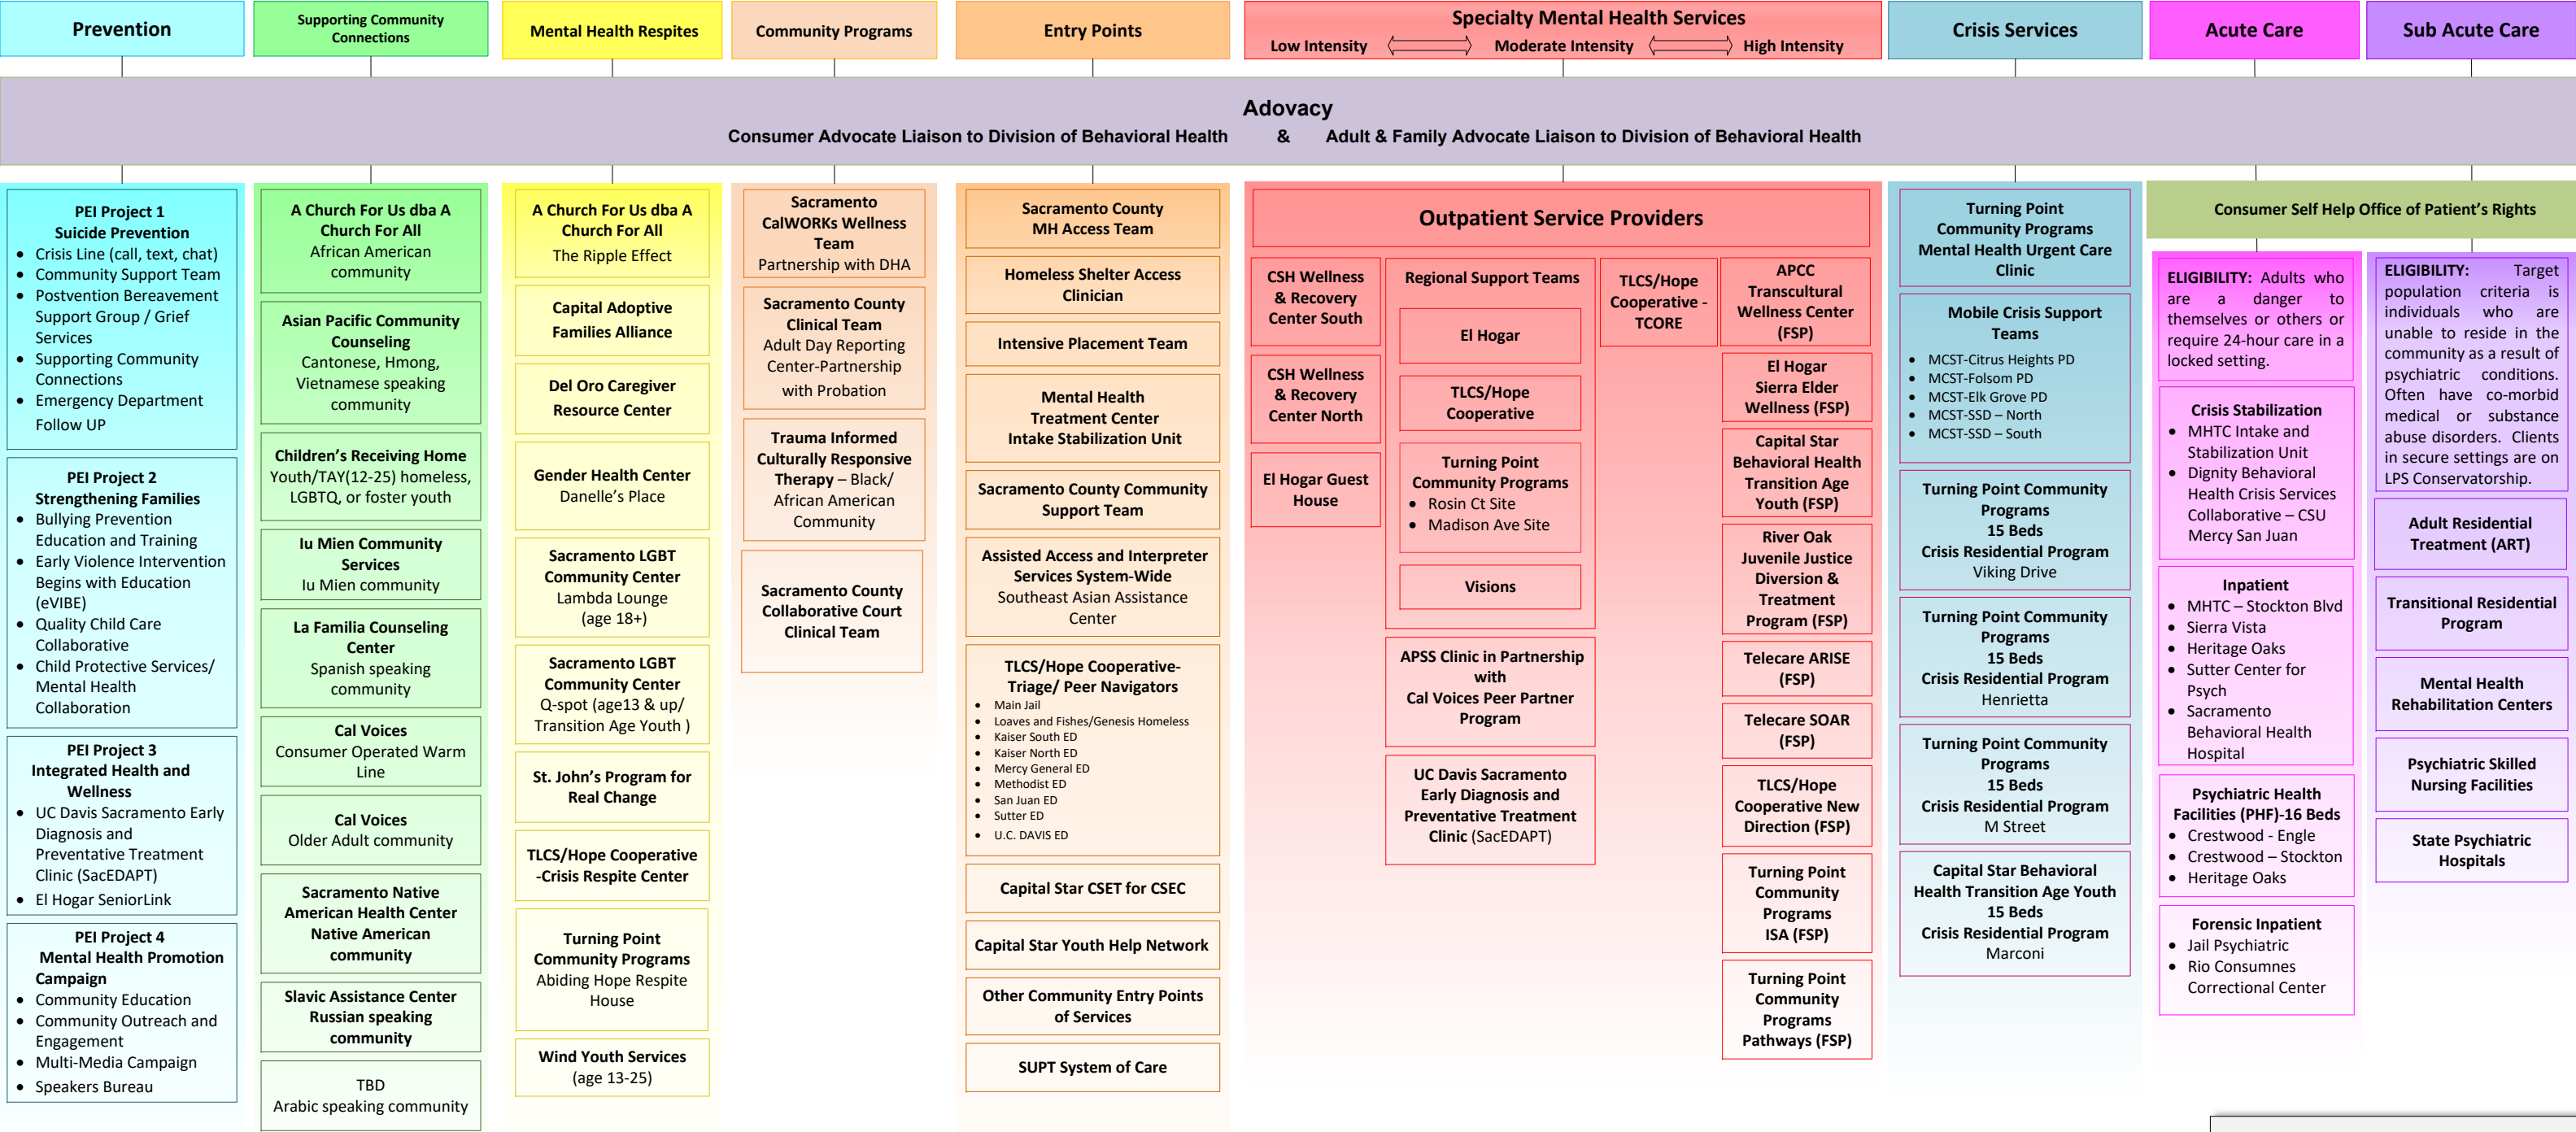 Prevention
Supporting Community
Connections
Mental Health Respites
Community Programs
Entry Points
Specialty Mental Health Services
Low Intensity Moderate Intensity High Intensity
Crisis Services
Acute Care
Sub Acute Care
Adovacy
Consumer Advocate Liaison to Division of Behavioral Health & Adult & Family Advocate Liaison to Division of Behavioral Health
PEI Project 1
Suicide Prevention
• Crisis Line (call, text, chat)
• Community Support Team
• Postvention Bereavement
Support Group / Grief
Services
• Supporting Community
Connections
• Emergency Department
Follow UP
PEI Project 2
Strengthening Families
• Bullying Prevention
Education and Training
• Early Violence Intervention
Begins with Education
(eVIBE)
• Quality Child Care
Collaborative
• Child Protective Services/
Mental Health
Collaboration
PEI Project 3
Integrated Health and
Wellness
• UC Davis Sacramento Early
Diagnosis and
Preventative Treatment
Clinic (SacEDAPT)
• El Hogar SeniorLink
PEI Project 4
Mental Health Promotion
Campaign
• Community Education
• Community Outreach and
Engagement
• Multi-Media Campaign
• Speakers Bureau
A Church For Us dba A
Church For All
African American
community
Asian Pacific Community
Counseling
Cantonese, Hmong,
Vietnamese speaking
community
Children's Receiving Home
Youth/TAY(12-25) homeless,
LGBTQ, or foster youth
Iu Mien Community
Services
Iu Mien community
La Familia Counseling
Center
Spanish speaking
community
Cal Voices
Consumer Operated Warm
Line
Cal Voices
Older Adult community
Sacramento Native
American Health Center
Native American
community
Slavic Assistance Center
Russian speaking
community
TBD
Arabic speaking community
A Church For Us dba A
Church For All
The Ripple Effect
Capital Adoptive
Families Alliance
Del Oro Caregiver
Resource Center
Gender Health Center
Danelle's Place
Sacramento LGBT
Community Center
Lambda Lounge
(age 18+)
Sacramento LGBT
Community Center
Q-spot (age13 & up/
Transition Age Youth )
St. John's Program for
Real Change
TLCS/Hope Cooperative
-Crisis Respite Center
Turning Point
Community Programs
Abiding Hope Respite
House
Wind Youth Services
(age 13-25)
Sacramento
CalWORKs Wellness
Team
Partnership with DHA
Sacramento County
Clinical Team
Adult Day Reporting
Center-Partnership
with Probation
Trauma Informed
Culturally Responsive
Therapy – Black/
African American
Community
Sacramento County
Collaborative Court
Clinical Team
Sacramento County
MH Access Team
Homeless Shelter Access
Clinician
Intensive Placement Team
Mental Health
Treatment Center
Intake Stabilization Unit
Sacramento County Community
Support Team
Assisted Access and Interpreter
Services System-Wide
Southeast Asian Assistance
Center
TLCS/Hope Cooperative-
Triage/ Peer Navigators
• Main Jail
• Loaves and Fishes/Genesis Homeless
• Kaiser South ED
• Kaiser North ED
• Mercy General ED
• Methodist ED
• San Juan ED
• Sutter ED
• U.C. DAVIS ED
Capital Star CSET for CSEC
Capital Star Youth Help Network
Other Community Entry Points
of Services
SUPT System of Care
Outpatient Service Providers
CSH Wellness
& Recovery
Center South
CSH Wellness
& Recovery
Center North
El Hogar Guest
House
Regional Support Teams
El Hogar
TLCS/Hope
Cooperative
Turning Point
Community Programs
• Rosin Ct Site
• Madison Ave Site
Visions
APSS Clinic in Partnership
with
Cal Voices Peer Partner
Program
UC Davis Sacramento
Early Diagnosis and
Preventative Treatment
Clinic (SacEDAPT)
TLCS/Hope
Cooperative -
TCORE
APCC
Transcultural
Wellness Center
(FSP)
El Hogar
Sierra Elder
Wellness (FSP)
Capital Star
Behavioral Health
Transition Age
Youth (FSP)
River Oak
Juvenile Justice
Diversion &
Treatment
Program (FSP)
Telecare ARISE
(FSP)
Telecare SOAR
(FSP)
TLCS/Hope
Cooperative New
Direction (FSP)
Turning Point
Community
Programs
ISA (FSP)
Turning Point
Community
Programs
Pathways (FSP)
Turning Point
Community Programs
Mental Health Urgent Care
Clinic
Mobile Crisis Support
Teams
• MCST-Citrus Heights PD
• MCST-Folsom PD
• MCST-Elk Grove PD
• MCST-SSD – North
• MCST-SSD – South
Turning Point Community
Programs
15 Beds
Crisis Residential Program
Viking Drive
Turning Point Community
Programs
15 Beds
Crisis Residential Program
Henrietta
Turning Point Community
Programs
15 Beds
Crisis Residential Program
M Street
Capital Star Behavioral
Health Transition Age Youth
15 Beds
Crisis Residential Program
Marconi
Consumer Self Help Office of Patient's Rights
ELIGIBILITY: Adults who
are a danger to
themselves or others or
require 24-hour care in a
locked setting.
Crisis Stabilization
• MHTC Intake and
Stabilization Unit
• Dignity Behavioral
Health Crisis Services
Collaborative – CSU
Mercy San Juan
Inpatient
• MHTC – Stockton Blvd
• Sierra Vista
• Heritage Oaks
• Sutter Center for
Psych
• Sacramento
Behavioral Health
Hospital
Psychiatric Health
Facilities (PHF)-16 Beds
• Crestwood - Engle
• Crestwood – Stockton
• Heritage Oaks
Forensic Inpatient
• Jail Psychiatric
• Rio Consumnes
Correctional Center
ELIGIBILITY: Target
population criteria is
individuals who are
unable to reside in the
community as a result of
psychiatric conditions.
Often have co-morbid
medical or substance
abuse disorders. Clients
in secure settings are on
LPS Conservatorship.
Adult Residential
Treatment (ART)
Transitional Residential
Program
Mental Health
Rehabilitation Centers
Psychiatric Skilled
Nursing Facilities
State Psychiatric
Hospitals